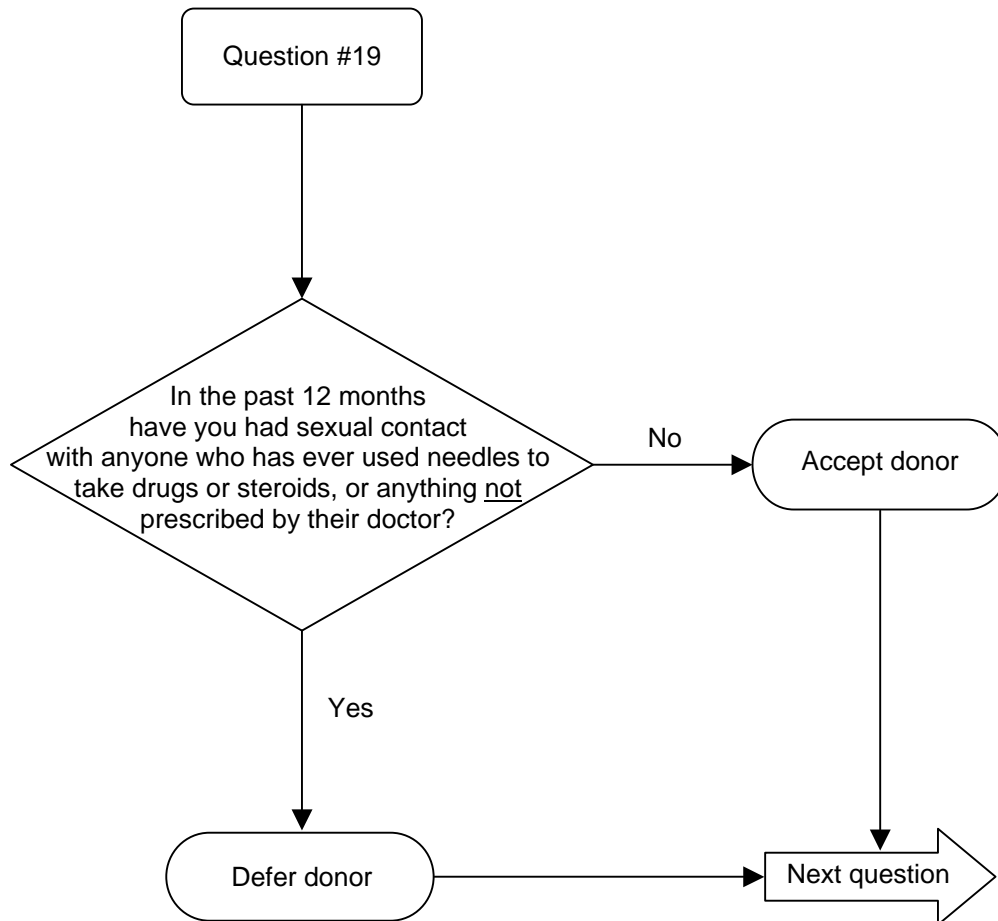 Question #19
In the past 12 months
have you had sexual contact
with anyone who has ever used needles to
take drugs or steroids, or anything not
prescribed by their doctor?
No
Accept donor
Yes
Defer donor
Next question